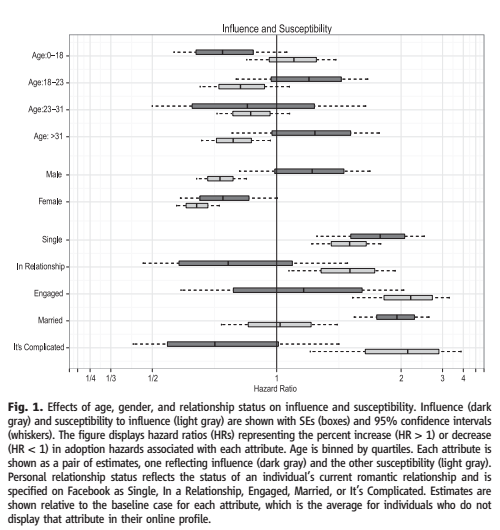 Influence and Susceptibility
Age:0-18
Age:18-23
Age:23-31
Age: >31
Male
Female
Single
In Relationship
Engaged
Married
It's Complicated
1/4 1/3 1/2 1 2 3 4
Hazard Ratio
Fig. 1. Effects of age, gender, and relationship status on influence and susceptibility. Influence (dark
gray) and susceptibility to influence (light gray) are shown with SEs (boxes) and 95% confidence intervals
(whiskers). The figure displays hazard ratios (HRs) representing the percent increase (HR > 1) or decrease
(HR < 1) in adoption hazards associated with each attribute. Age is binned by quartiles. Each attribute is
shown as a pair of estimates, one reflecting influence (dark gray) and the other susceptibility (light gray).
Personal relationship status reflects the status of an individual's current romantic relationship and is
specified on Facebook as Single, In a Relationship, Engaged, Married, or It's Complicated. Estimates are
shown relative to the baseline case for each attribute, which is the average for individuals who do not
display that attribute in their online profile.